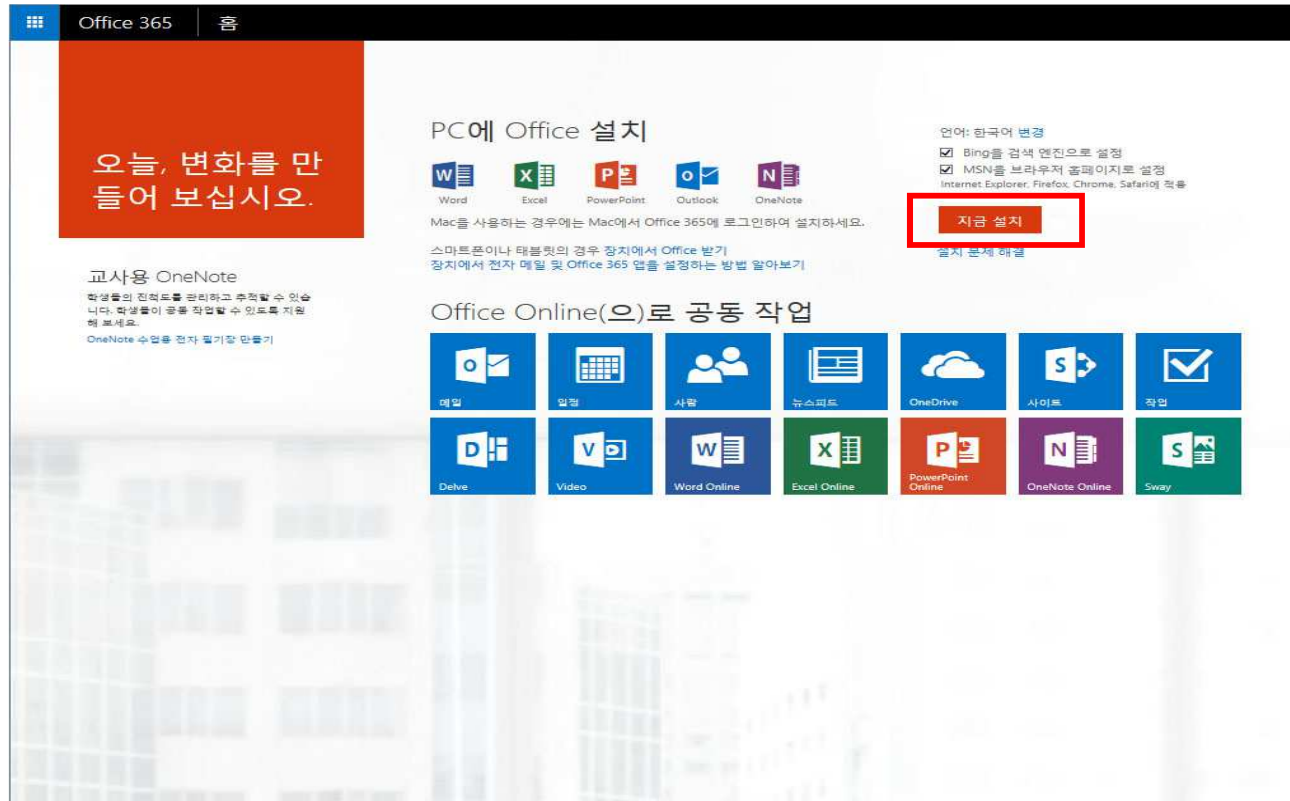 Office 365 홈
오늘, 변화를 만
들어 보십시오.
교사용 OneNote
학생들의 진척도를 관리하고 추적할 수 있습
니다. 학생들이 공동 작업할 수 있도록 지원
해 보세요.
OneNote 수업용 전자 필기장 만들기
PC에 Office 설치
Word Excel PowerPoint Outlook OneNote
Mac를 사용하는 경우에는 Mac에서 Office 365에 로그인하여 설치하세요.
스마트폰이나 태블릿의 경우 장치에서 Office 받기
장치에서 전자 메일 및 Office 365 앱을 설정하는 방법 알아보기
언어: 한국어 변경
Bing을 검색 엔진으로 설정
MSN을 브라우저 홈페이지로 설정
Internet Explorer, Firefox, Chrome, Safari에 적용
지금 설치
설치 문제 해결
Office Online(으)로 공동 작업
메일 일정 사람 뉴스피드 OneDrive 사이트 작업
Delve Video Word Online Excel Online PowerPoint Online OneNote Online Sway